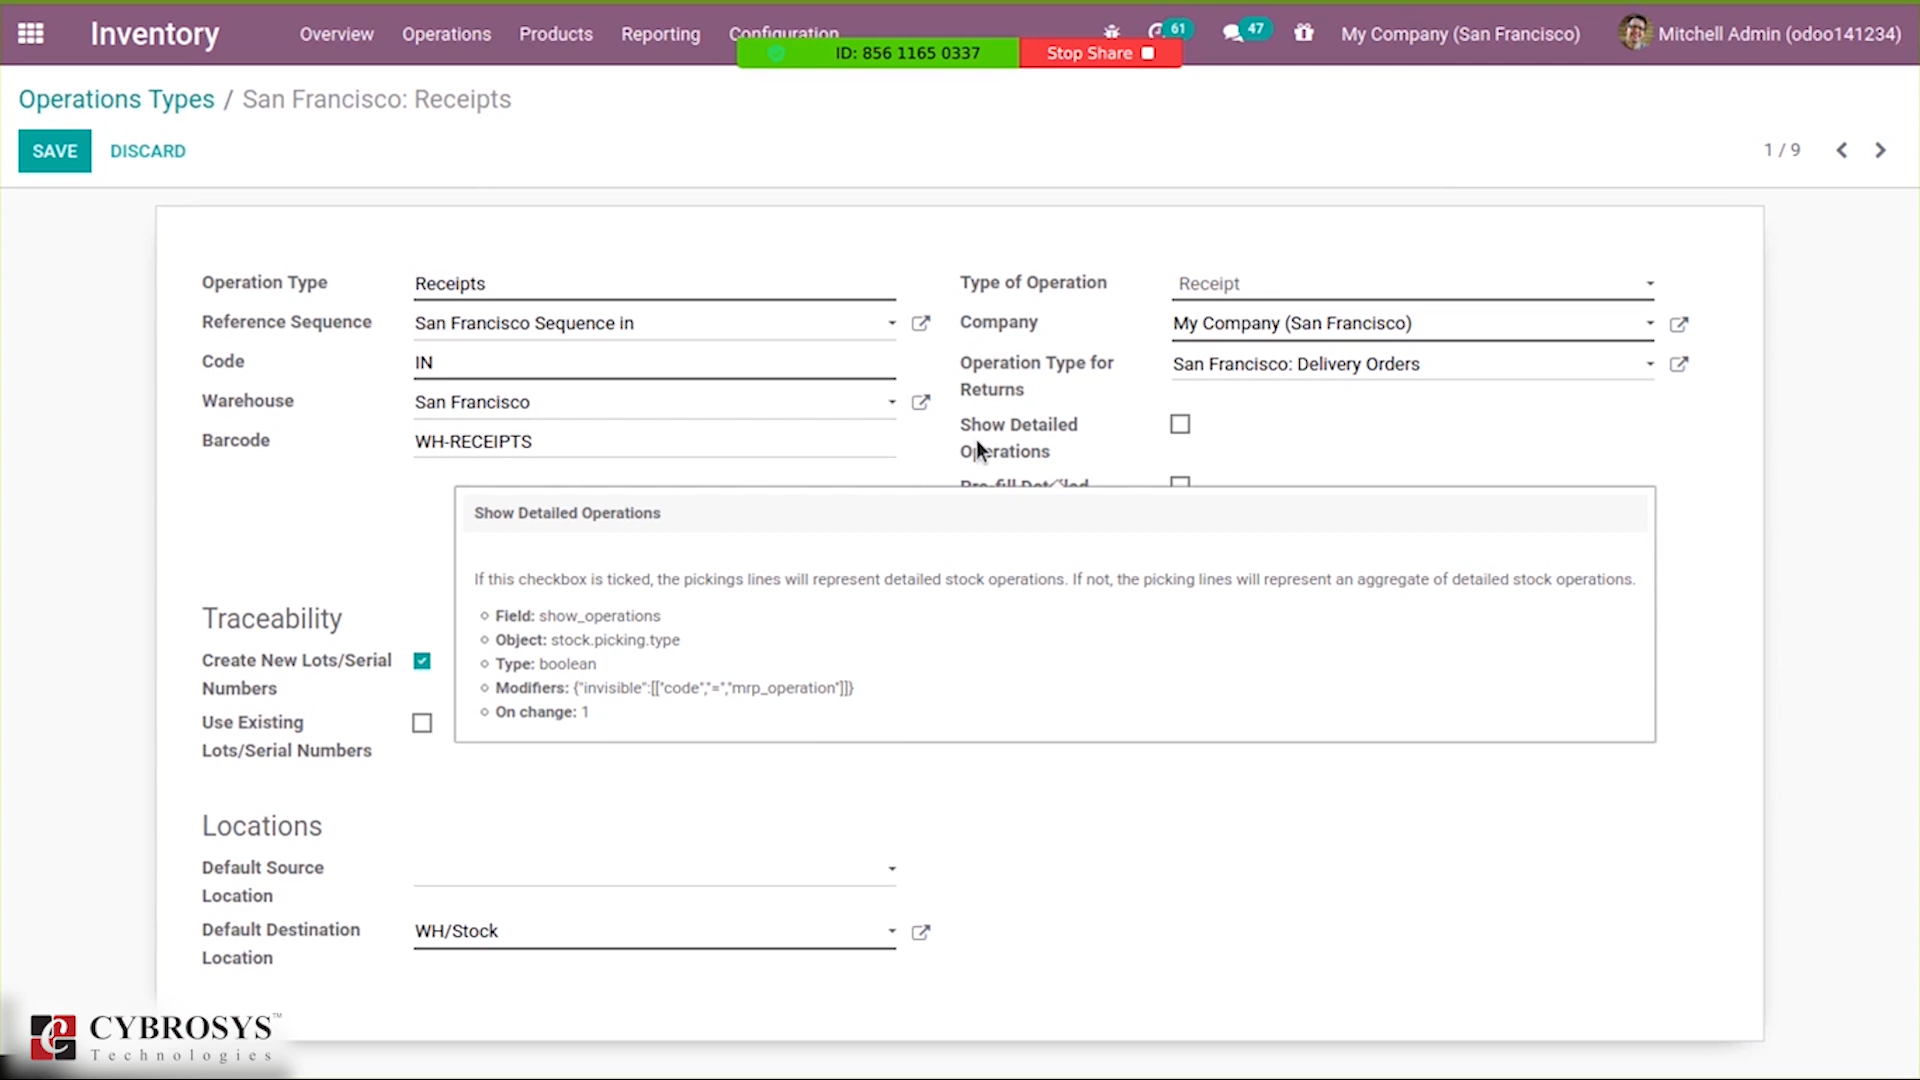 Inventory
Overview
Operations
Products
Reporting
Configuration
61
47
My Company (San Francisco)
Mitchell Admin (odoo141234)
ID: 856 1165 0337
Stop Share
Operations Types / San Francisco: Receipts
SAVE
DISCARD
1 / 9
Operation Type
Receipts
Reference Sequence
San Francisco Sequence in
Code
IN
Warehouse
San Francisco
Barcode
WH-RECEIPTS
Type of Operation
Receipt
Company
My Company (San Francisco)
Operation Type for
Returns
San Francisco: Delivery Orders
Show Detailed
Operations
Pre-fill Detailed
Show Detailed Operations
If this checkbox is ticked, the pickings lines will represent detailed stock operations. If not, the picking lines will represent an aggregate of detailed stock operations.
Field: show_operations
Object: stock.picking.type
Type: boolean
Modifiers: {"invisible":[["code","=","mrp_operation"]]}
On change: 1
Traceability
Create New Lots/Serial
Numbers
Use Existing
Lots/Serial Numbers
Locations
Default Source
Location
Default Destination
Location
WH/Stock
CYBROSYS™
Technologies